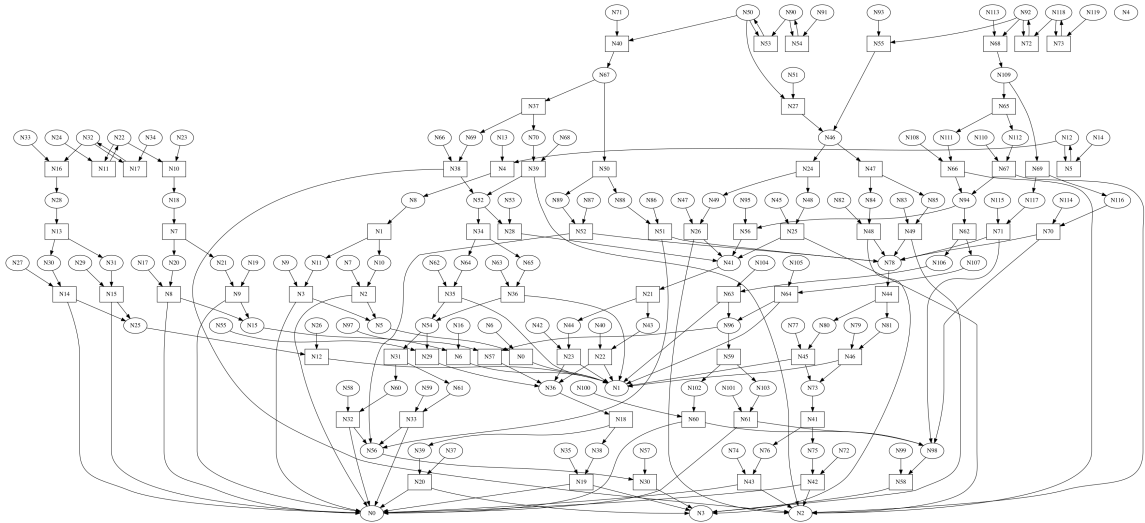 N71 N50 N90 N91 N93 N113 N92 N118 N119 N4
N40 N53 N54 N55 N68 N72 N73
N67 N51 N109
N37 N27 N65
N33 N24 N32 N22 N34 N23 N66 N69 N13 N70 N68 N46 N108 N111 N110 N112 N12 N14
N16 N11 N17 N10 N38 N4 N39 N50 N24 N47 N66 N67 N69 N5
N28 N18 N8 N52 N53 N89 N87 N88 N86 N47 N49 N95 N45 N48 N82 N84 N83 N85 N94 N115 N117 N114 N116
N13 N7 N1 N34 N28 N52 N51 N26 N56 N25 N48 N49 N62 N71 N70
N27 N30 N29 N31 N17 N20 N21 N19 N9 N11 N7 N10 N62 N64 N63 N65 N41 N104 N105 N78 N106 N107
N14 N15 N8 N9 N3 N2 N35 N36 N21 N63 N64 N44
N25 N55 N15 N26 N97 N5 N54 N16 N6 N42 N44 N40 N43 N96 N77 N80 N79 N81
N12 N31 N29 N6 N57 N0 N23 N22 N1 N59 N45 N46
N58 N60 N59 N61 N36 N100 N102 N101 N103 N73
N32 N33 N18 N60 N61 N41
N56 N39 N37 N35 N38 N57 N74 N76 N75 N72 N98 N99
N20 N19 N30 N43 N42 N58
N0 N3 N2